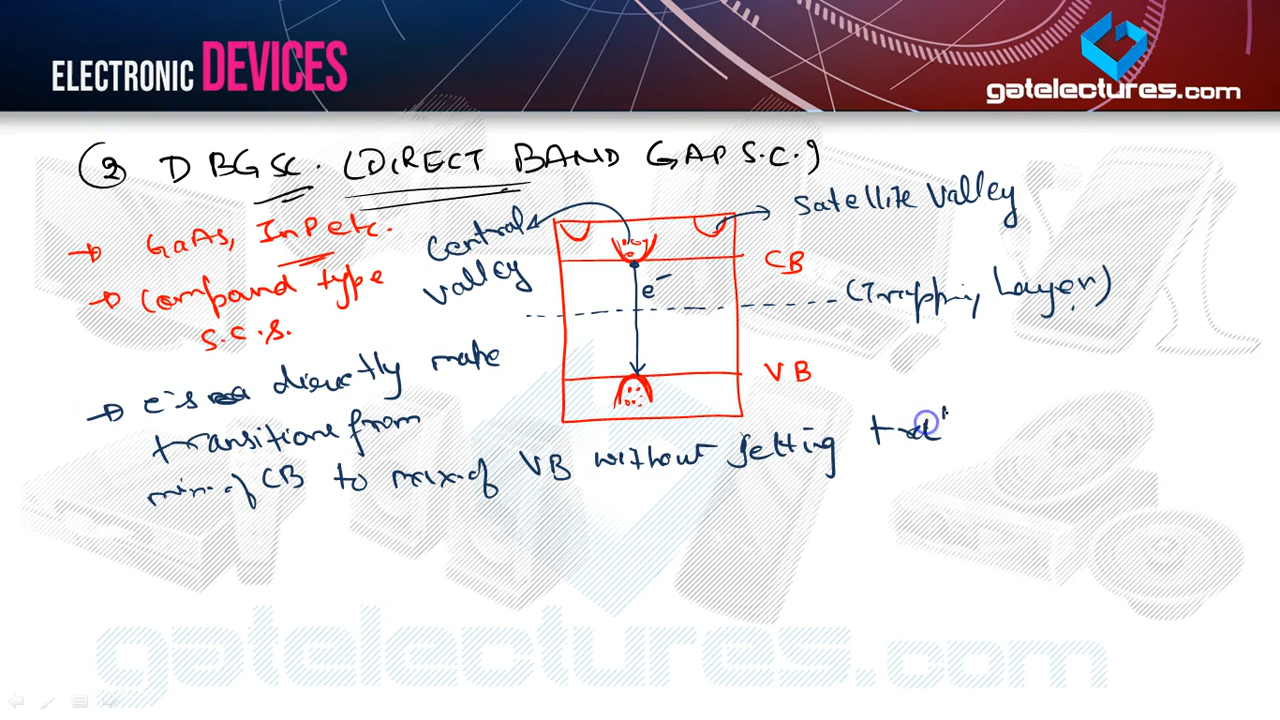 ELECTRONIC DEVICES
gatelectures.com
(2) DBGSC. (DIRECT BAND GAP S.C.)
→ GaAs, InP etc.
→ Compound type
S.C.s.
Central
valley
Satellite Valley
CB
e-
(Trapping Layer)
VB
→ e-s directly make
transitions from
min. of CB to max. of VB without getting
gatelectures.com